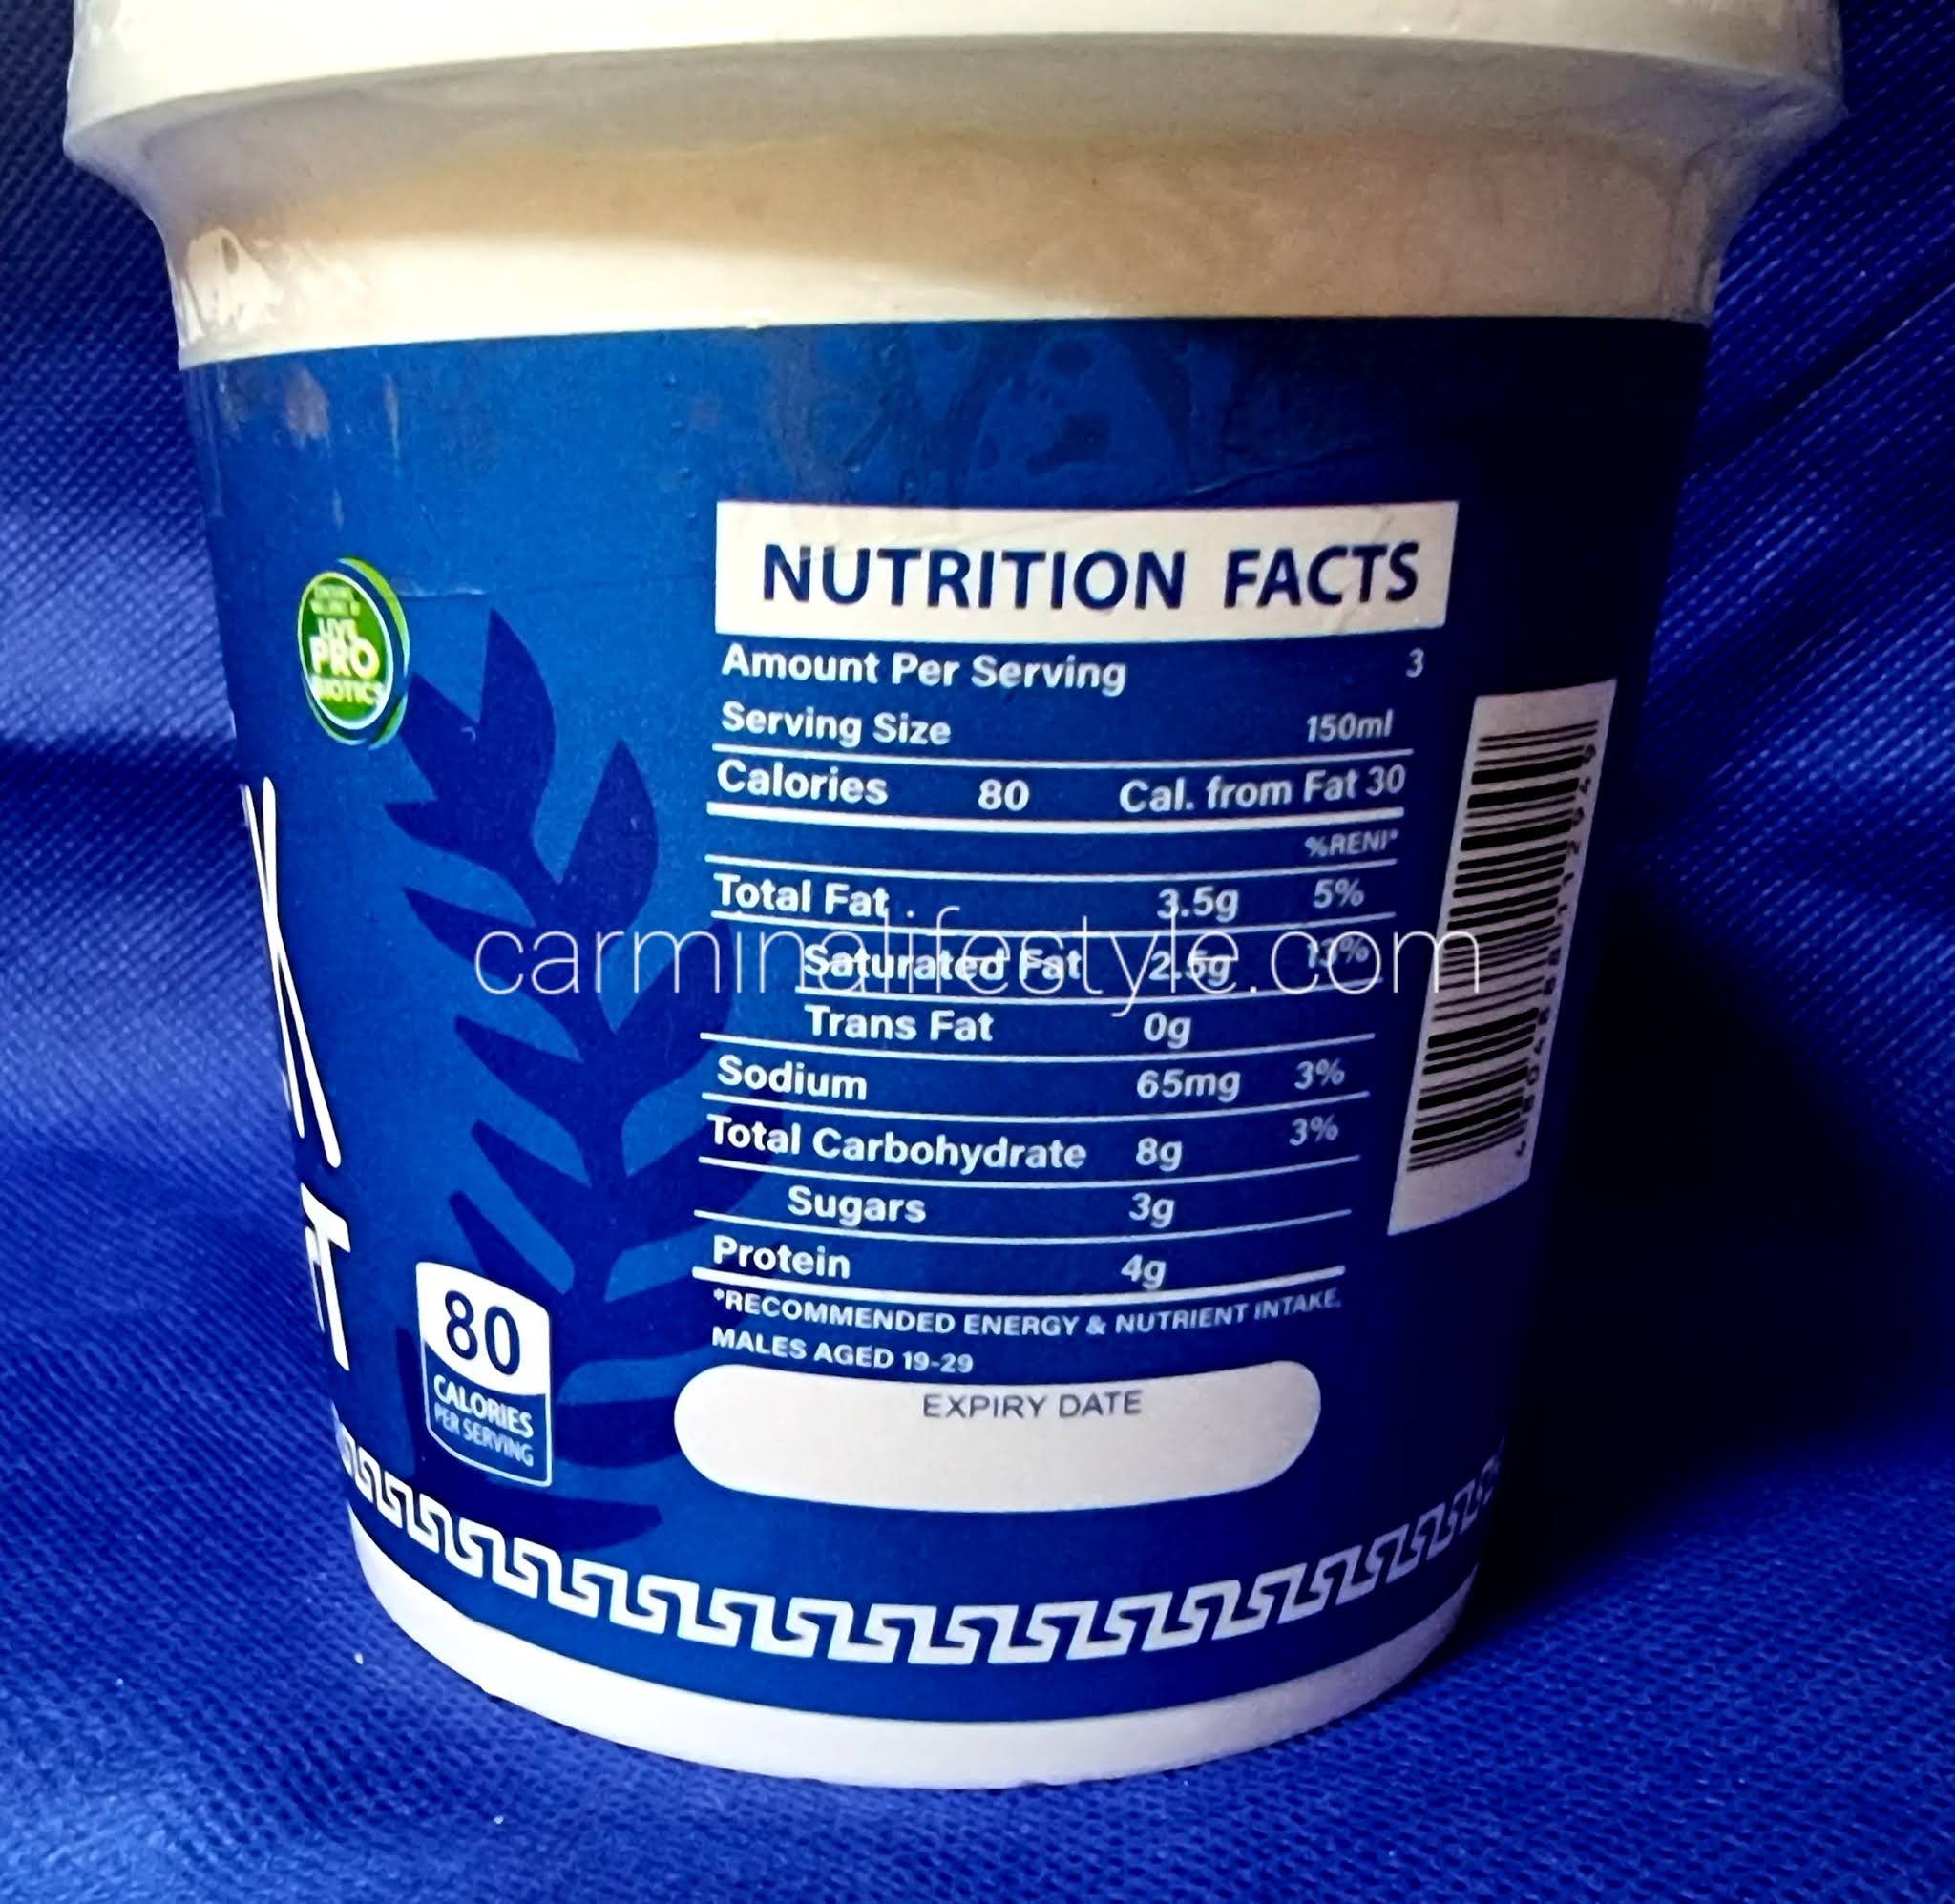 NUTRITION FACTS
Amount Per Serving 3
Serving Size 150ml
Calories 80 Cal. from Fat 30
%RENI*
Total Fat 3.5g 5%
Saturated Fat 2.5g 13%
Trans Fat 0g
Sodium 65mg 3%
Total Carbohydrate 8g 3%
Sugars 3g
Protein 4g
*RECOMMENDED ENERGY & NUTRIENT INTAKE.
MALES AGED 19-29
EXPIRY DATE
LIVE
PRO
BIOTICS
K
T
80
CALORIES
PER SERVING
carminalifestyle.com